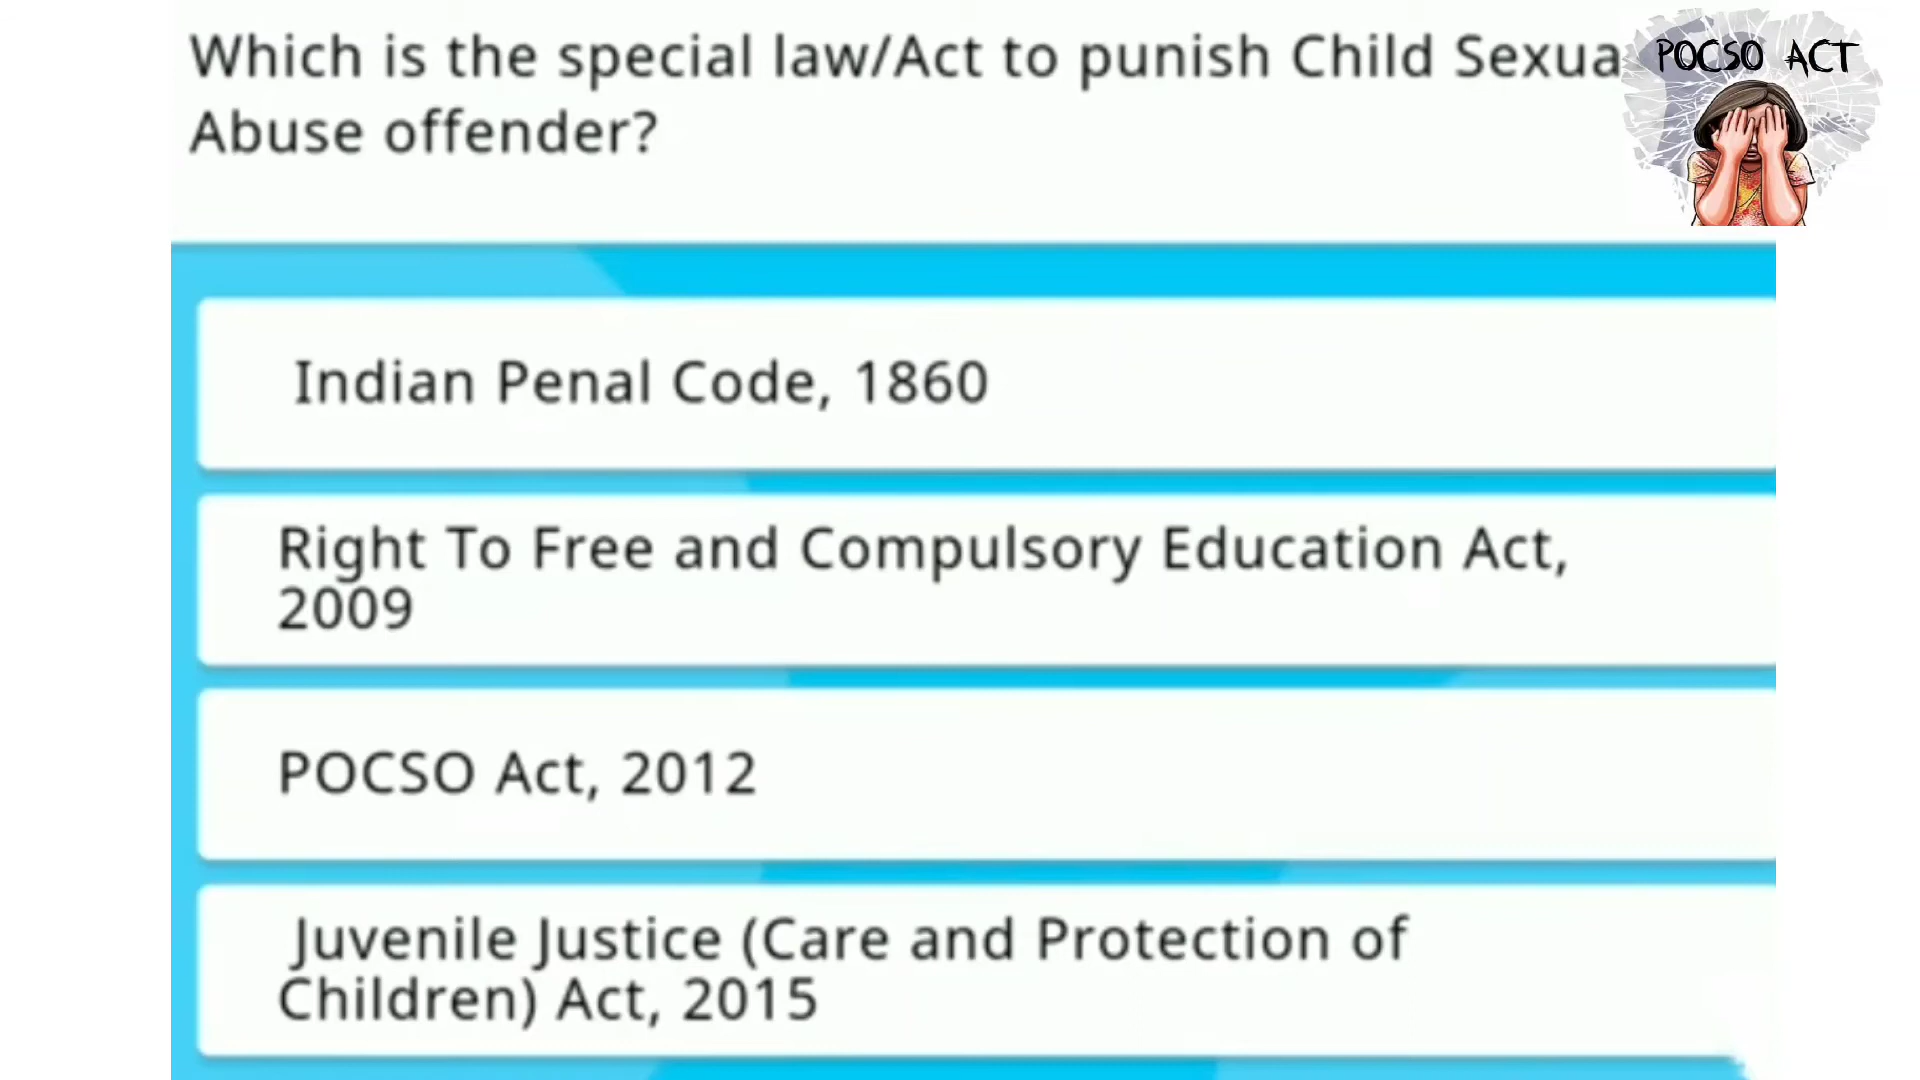 Which is the special law/Act to punish Child Sexua
Abuse offender?
POCSO ACT
Indian Penal Code, 1860
Right To Free and Compulsory Education Act,
2009
POCSO Act, 2012
Juvenile Justice (Care and Protection of
Children) Act, 2015